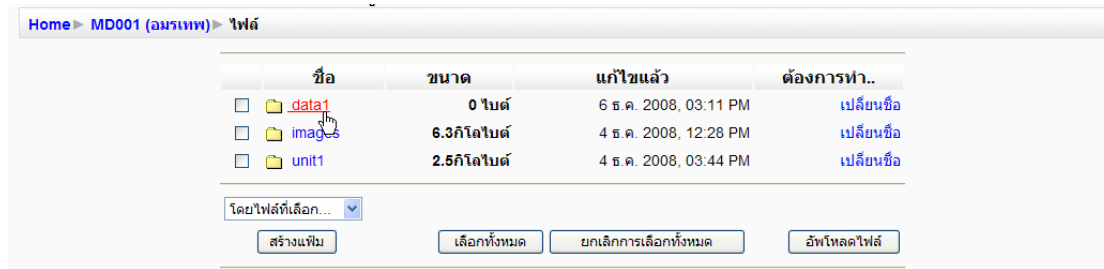 Home ▶ MD001 (อมรเทพ) ▶ ไฟล์
ชื่อ ขนาด แก้ไขแล้ว ต้องการทำ..
data1 0 ไบต์ 6 ธ.ค. 2008, 03:11 PM เปลี่ยนชื่อ
images 6.3กิโลไบต์ 4 ธ.ค. 2008, 12:28 PM เปลี่ยนชื่อ
unit1 2.5กิโลไบต์ 4 ธ.ค. 2008, 03:44 PM เปลี่ยนชื่อ
โดยไฟล์ที่เลือก...
สร้างแฟ้ม เลือกทั้งหมด ยกเลิกการเลือกทั้งหมด อัพโหลดไฟล์